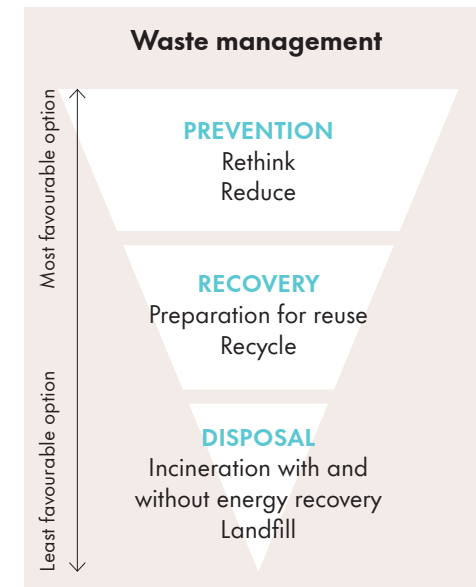 Waste management
Most favourable option
PREVENTION
Rethink
Reduce
RECOVERY
Preparation for reuse
Recycle
Least favourable option
DISPOSAL
Incineration with and
without energy recovery
Landfill